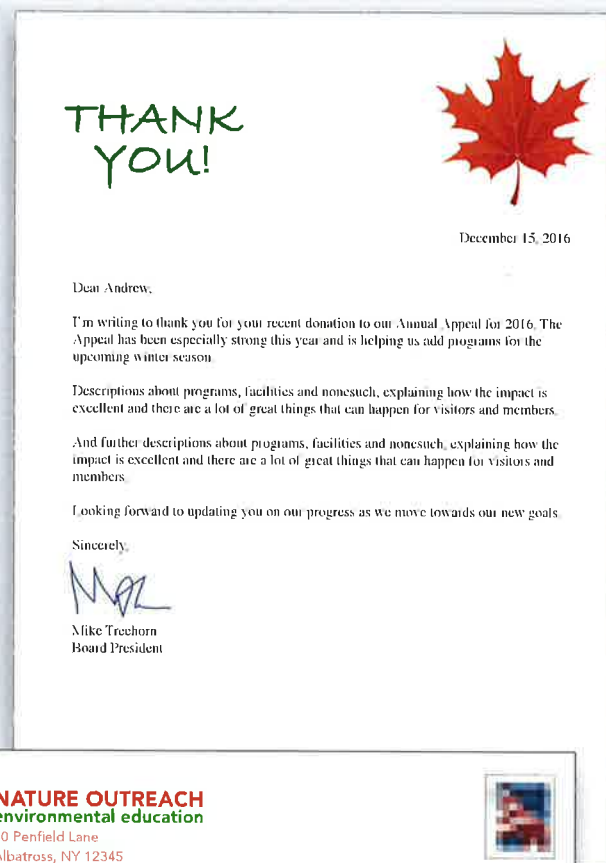 THANK
YOU!
December 15, 2016
Dear Andrew,
I'm writing to thank you for your recent donation to our Annual Appeal for 2016. The
Appeal has been especially strong this year and is helping us add programs for the
upcoming winter season.
Descriptions about programs, facilities and nonesuch, explaining how the impact is
excellent and there are a lot of great things that can happen for visitors and members.
And further descriptions about programs, facilities and nonesuch, explaining how the
impact is excellent and there are a lot of great things that can happen for visitors and
members.
Looking forward to updating you on our progress as we move towards our new goals.
Sincerely,
Mike Treehorn
Board President
NATURE OUTREACH
environmental education
0 Penfield Lane
Albatross, NY 12345